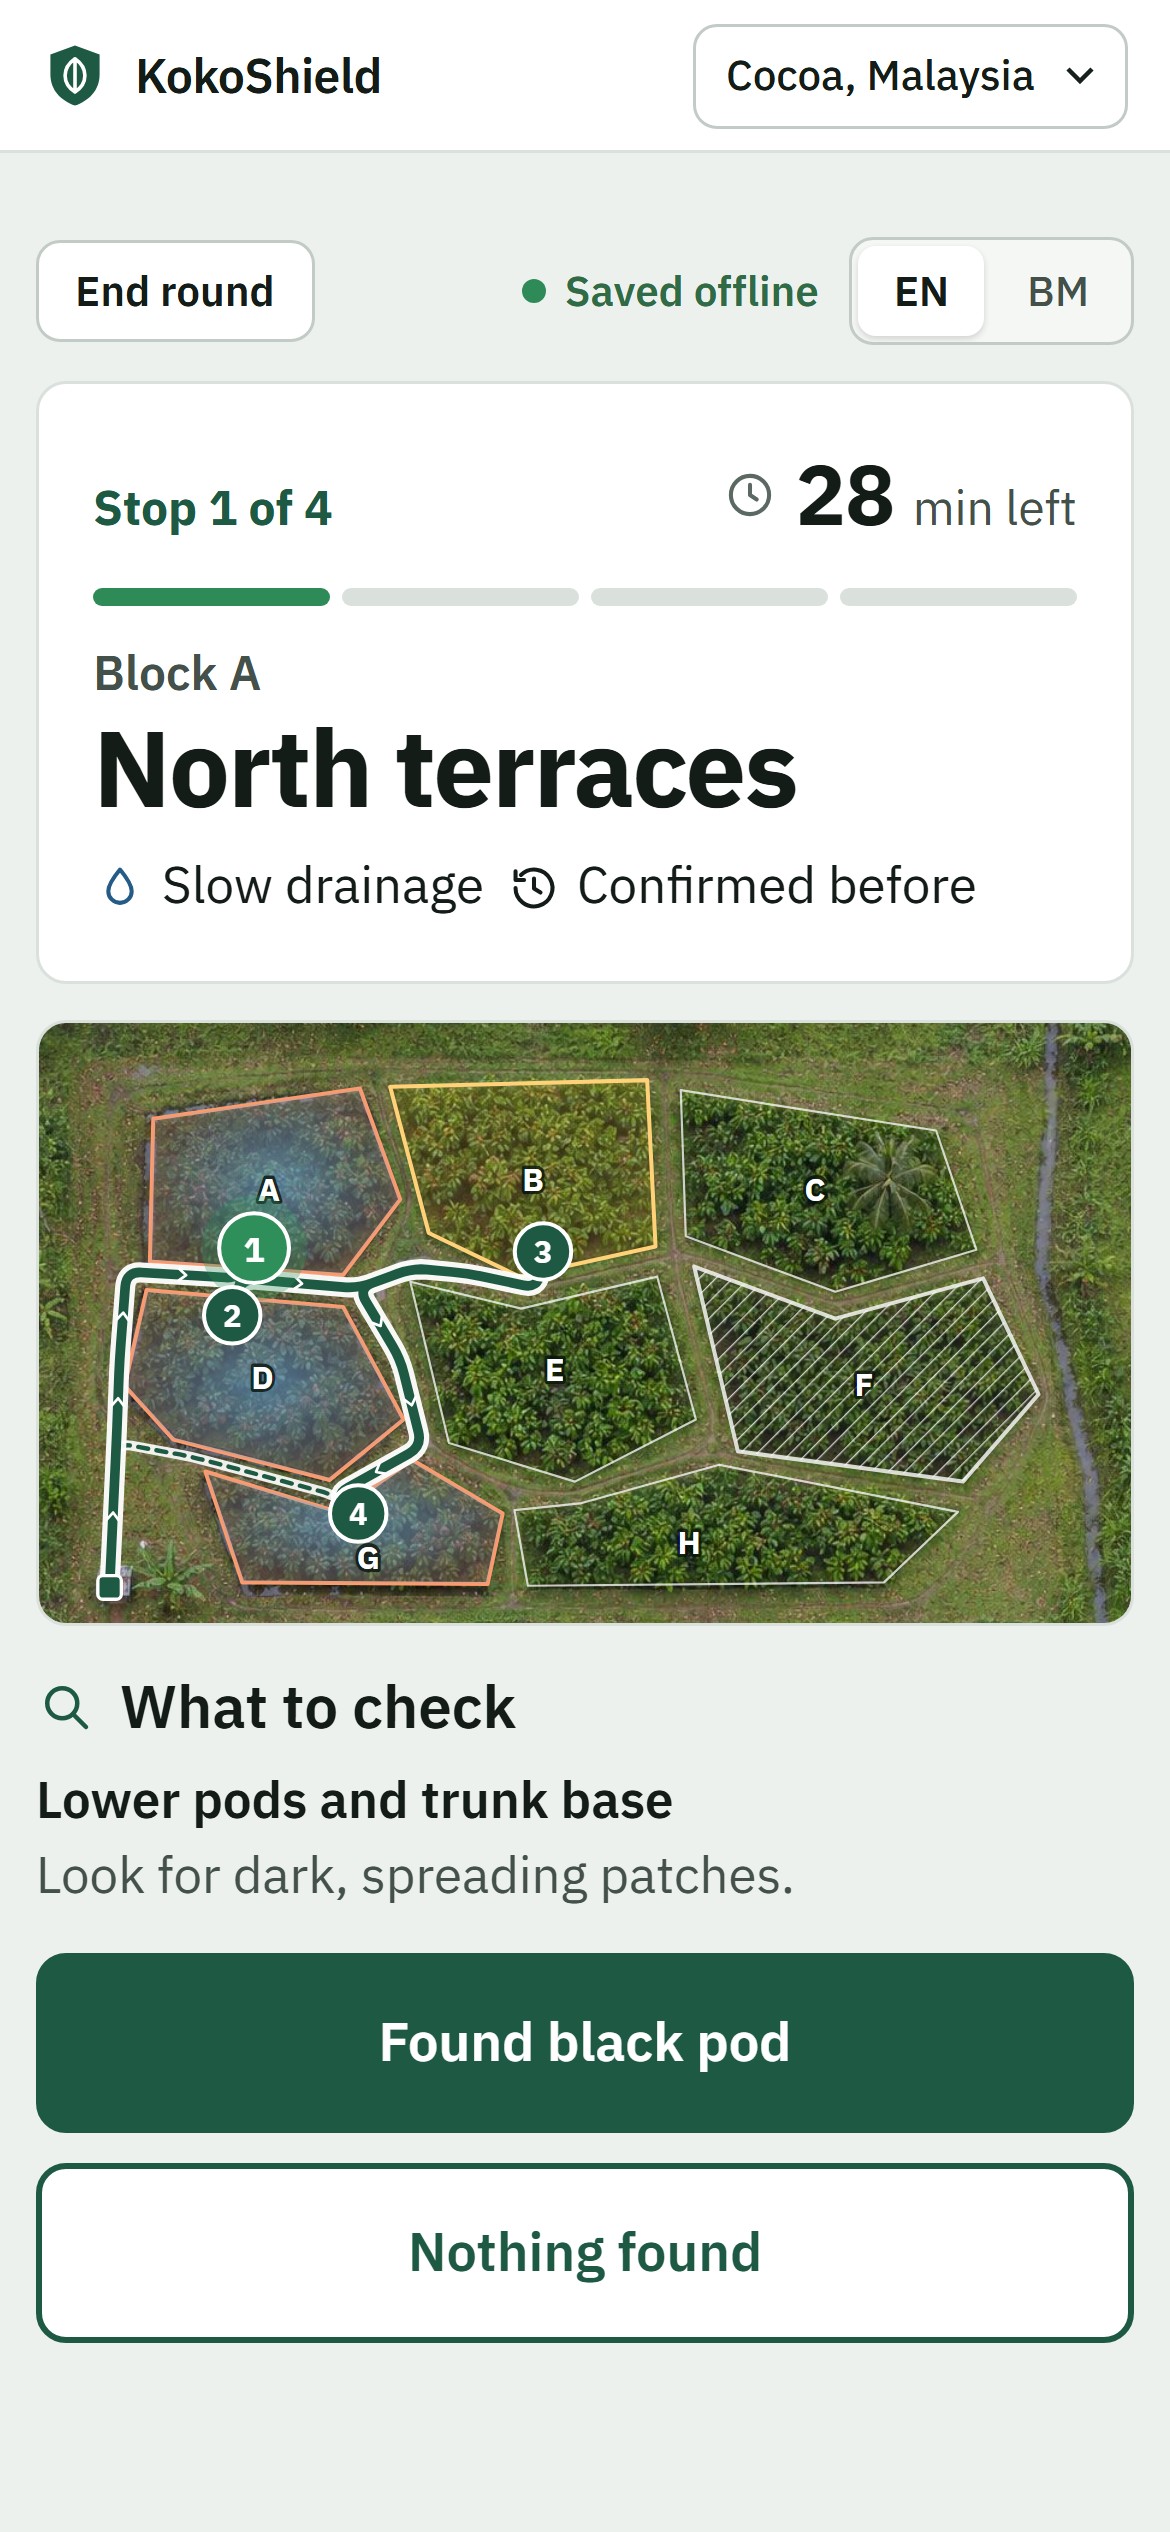 KokoShield
Cocoa, Malaysia
End round
Saved offline
EN
BM
Stop 1 of 4
28 min left
Block A
North terraces
Slow drainage
Confirmed before
A
B
C
1
3
2
D
E
F
4
G
H
What to check
Lower pods and trunk base
Look for dark, spreading patches.
Found black pod
Nothing found